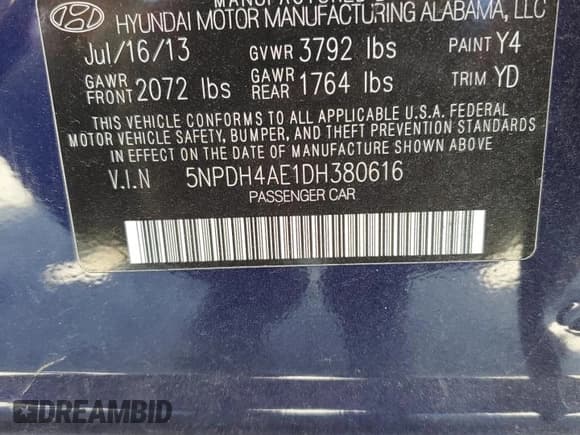 MANUFACTURED B
HYUNDAI MOTOR MANUFACTURING ALABAMA, LLC
Jul/16/13 GVWR 3792 lbs PAINT Y4
GAWR FRONT 2072 lbs GAWR REAR 1764 lbs TRIM YD
THIS VEHICLE CONFORMS TO ALL APPLICABLE U.S.A. FEDERAL
MOTOR VEHICLE SAFETY, BUMPER, AND THEFT PREVENTION STANDARDS
IN EFFECT ON THE DATE OF MANUFACTURE SHOWN ABOVE.
V.I.N 5NPDH4AE1DH380616
PASSENGER CAR
DREAMBID